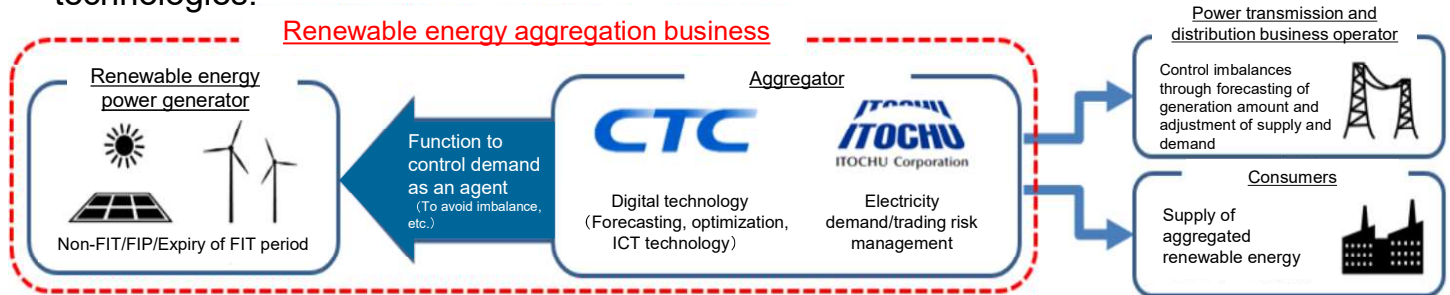 technologies.
Renewable energy aggregation business
Renewable energy
power generator
Non-FIT/FIP/Expiry of FIT period
Function to
control demand
as an agent
（To avoid imbalance,
etc.）
Aggregator
CTC
Digital technology
（Forecasting, optimization,
ICT technology）
ITOCHU
ITOCHU Corporation
Electricity
demand/trading risk
management
Power transmission and
distribution business operator
Control imbalances
through forecasting of
generation amount and
adjustment of supply and
demand
Consumers
Supply of
aggregated
renewable energy